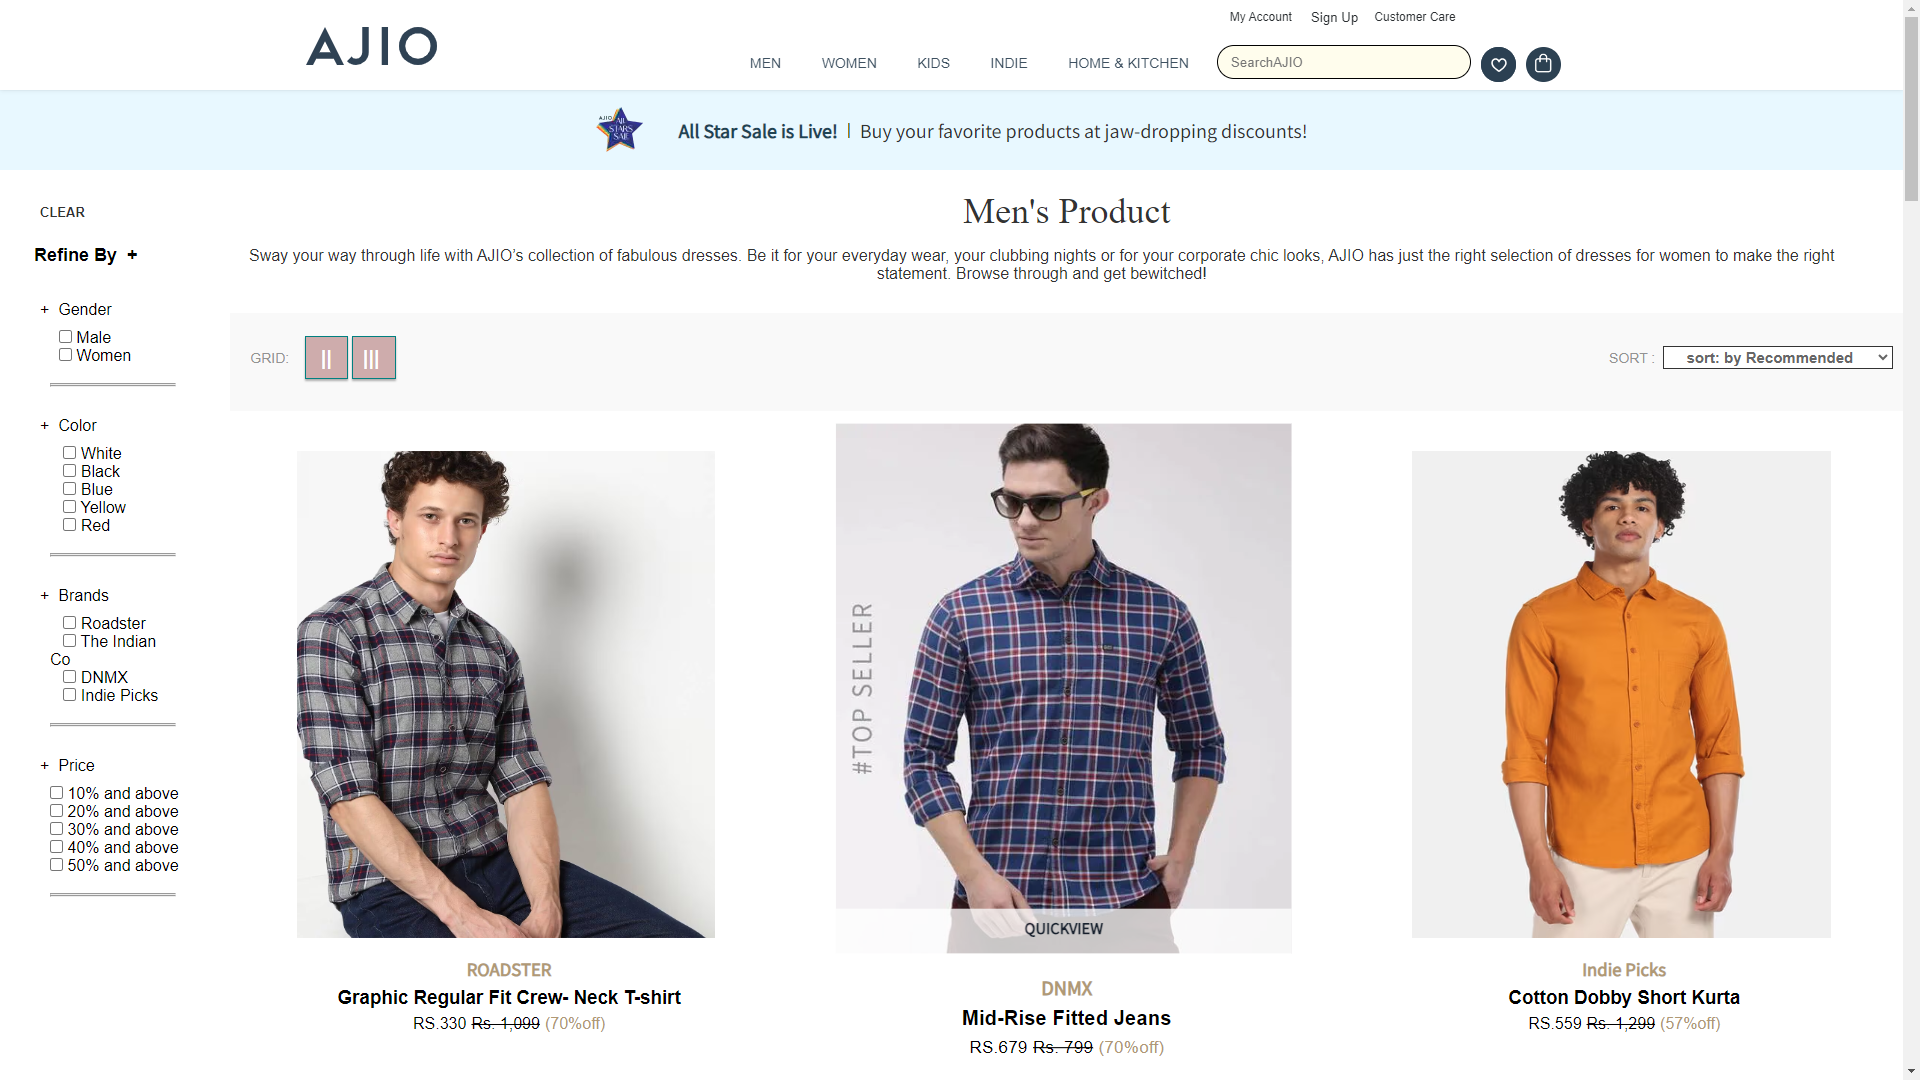 My Account Sign Up Customer Care
AJIO
MEN WOMEN KIDS INDIE HOME & KITCHEN SearchAJIO
AJIO ALL STARS SALE
All Star Sale is Live! | Buy your favorite products at jaw-dropping discounts!
CLEAR
Refine By +
+ Gender
Male
Women
+ Color
White
Black
Blue
Yellow
Red
+ Brands
Roadster
The Indian
Co
DNMX
Indie Picks
+ Price
10% and above
20% and above
30% and above
40% and above
50% and above
Men's Product
Sway your way through life with AJIO’s collection of fabulous dresses. Be it for your everyday wear, your clubbing nights or for your corporate chic looks, AJIO has just the right selection of dresses for women to make the right
statement. Browse through and get bewitched!
GRID: || ||| SORT : sort: by Recommended
#TOP SELLER
QUICKVIEW
ROADSTER
Graphic Regular Fit Crew- Neck T-shirt
RS.330 Rs. 1,099 (70%off)
DNMX
Mid-Rise Fitted Jeans
RS.679 Rs. 799 (70%off)
Indie Picks
Cotton Dobby Short Kurta
RS.559 Rs. 1,299 (57%off)